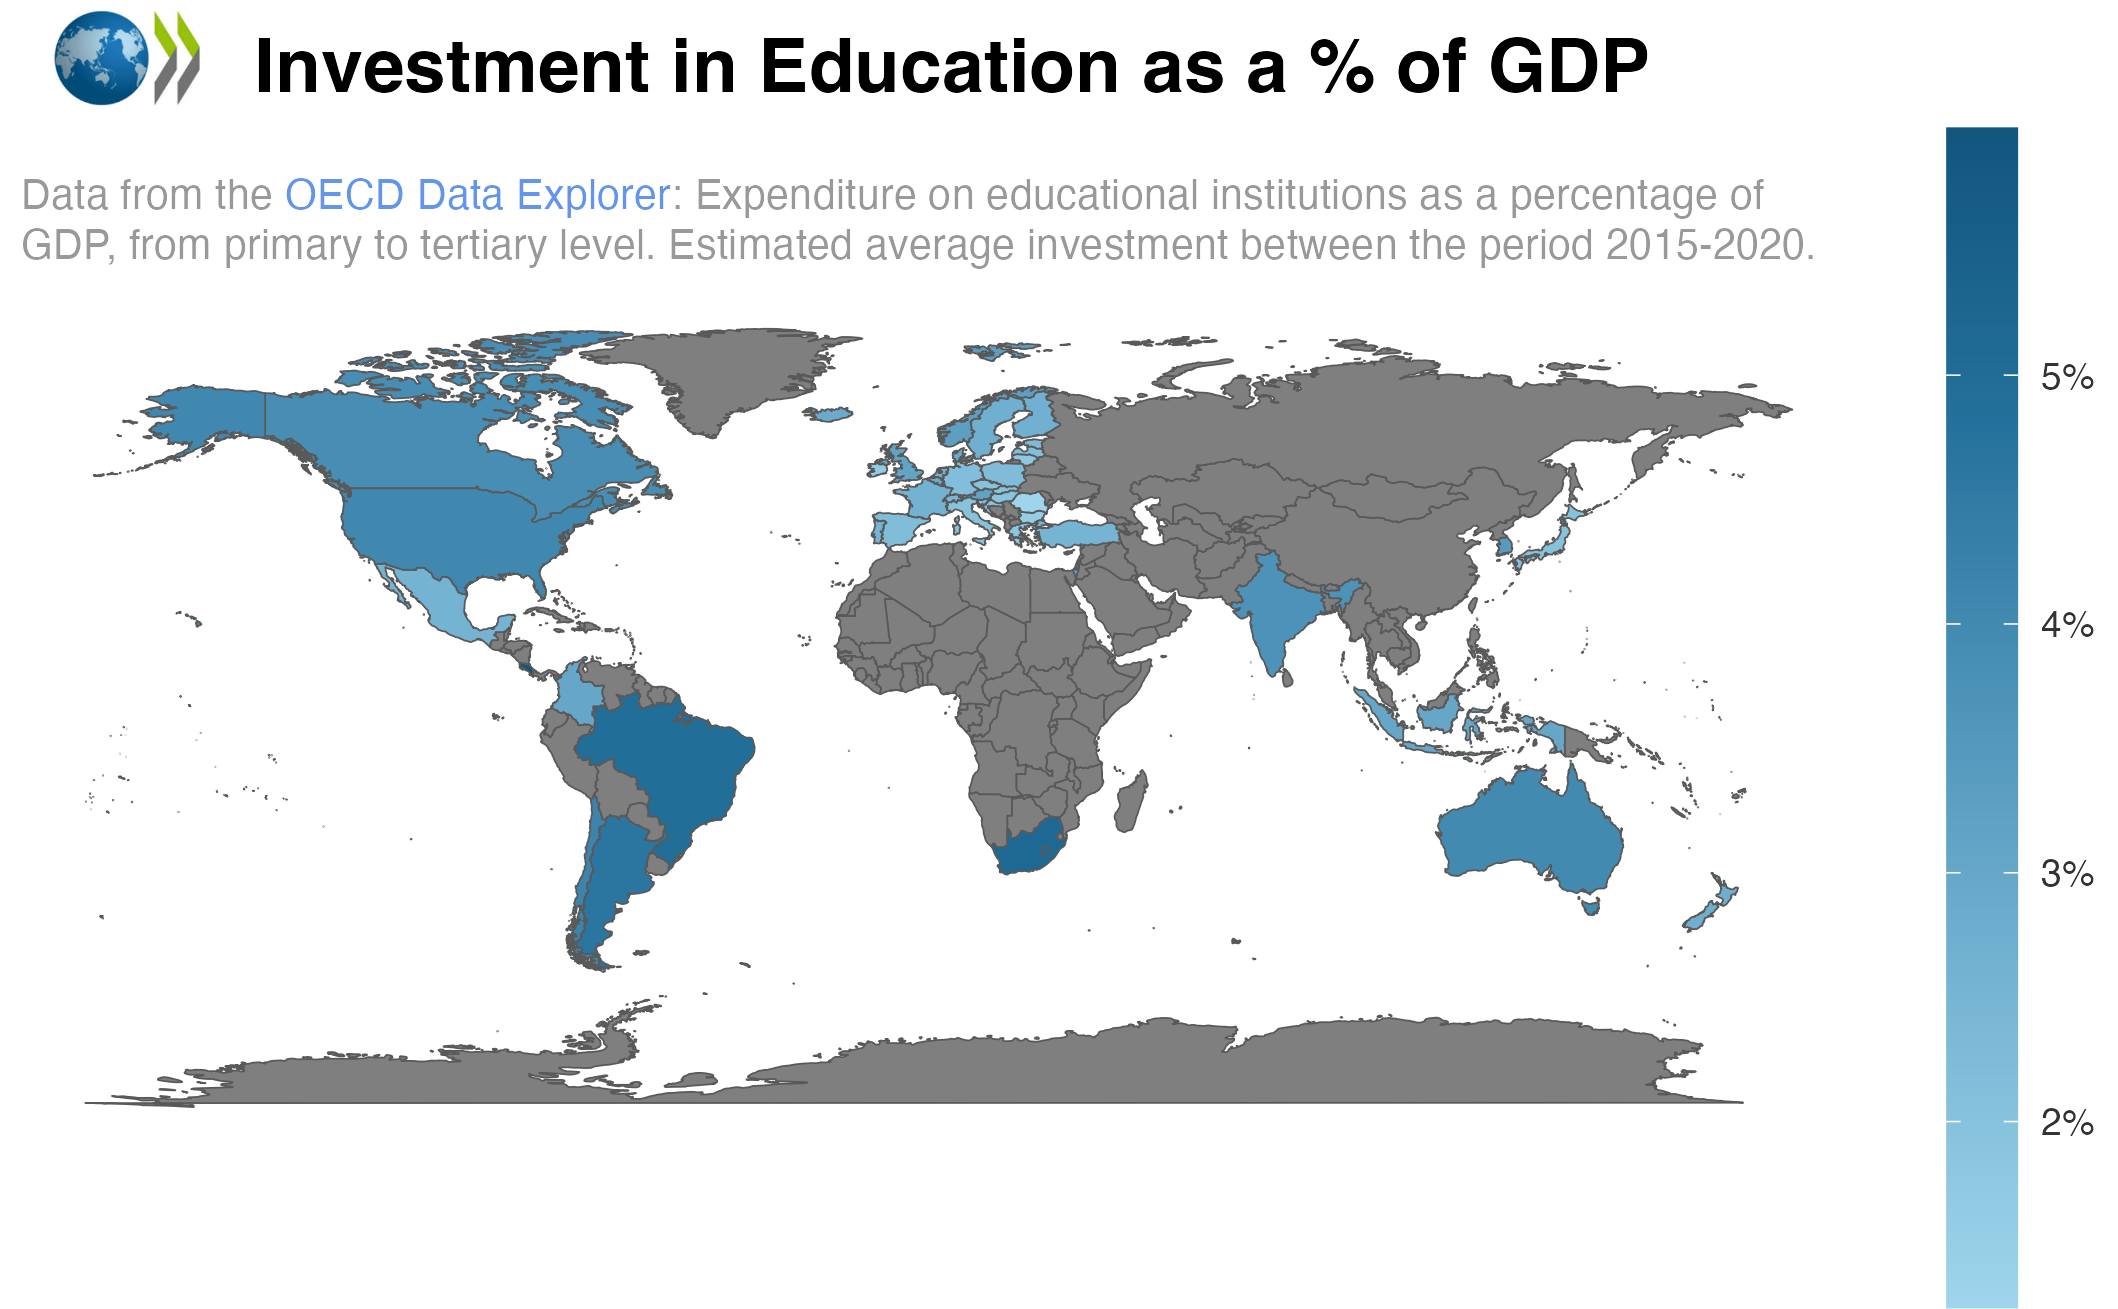 Investment in Education as a % of GDP
Data from the OECD Data Explorer: Expenditure on educational institutions as a percentage of
GDP, from primary to tertiary level. Estimated average investment between the period 2015-2020.
5%
4%
3%
2%